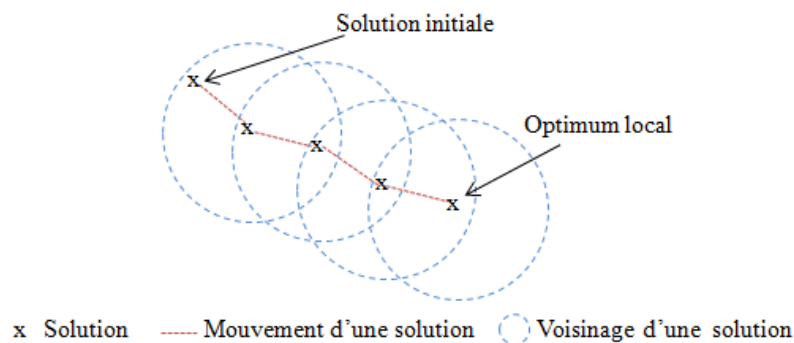 Solution initiale
x
x
Optimum local
x
x
x
x Solution ------ Mouvement d'une solution Voisinage d'une solution